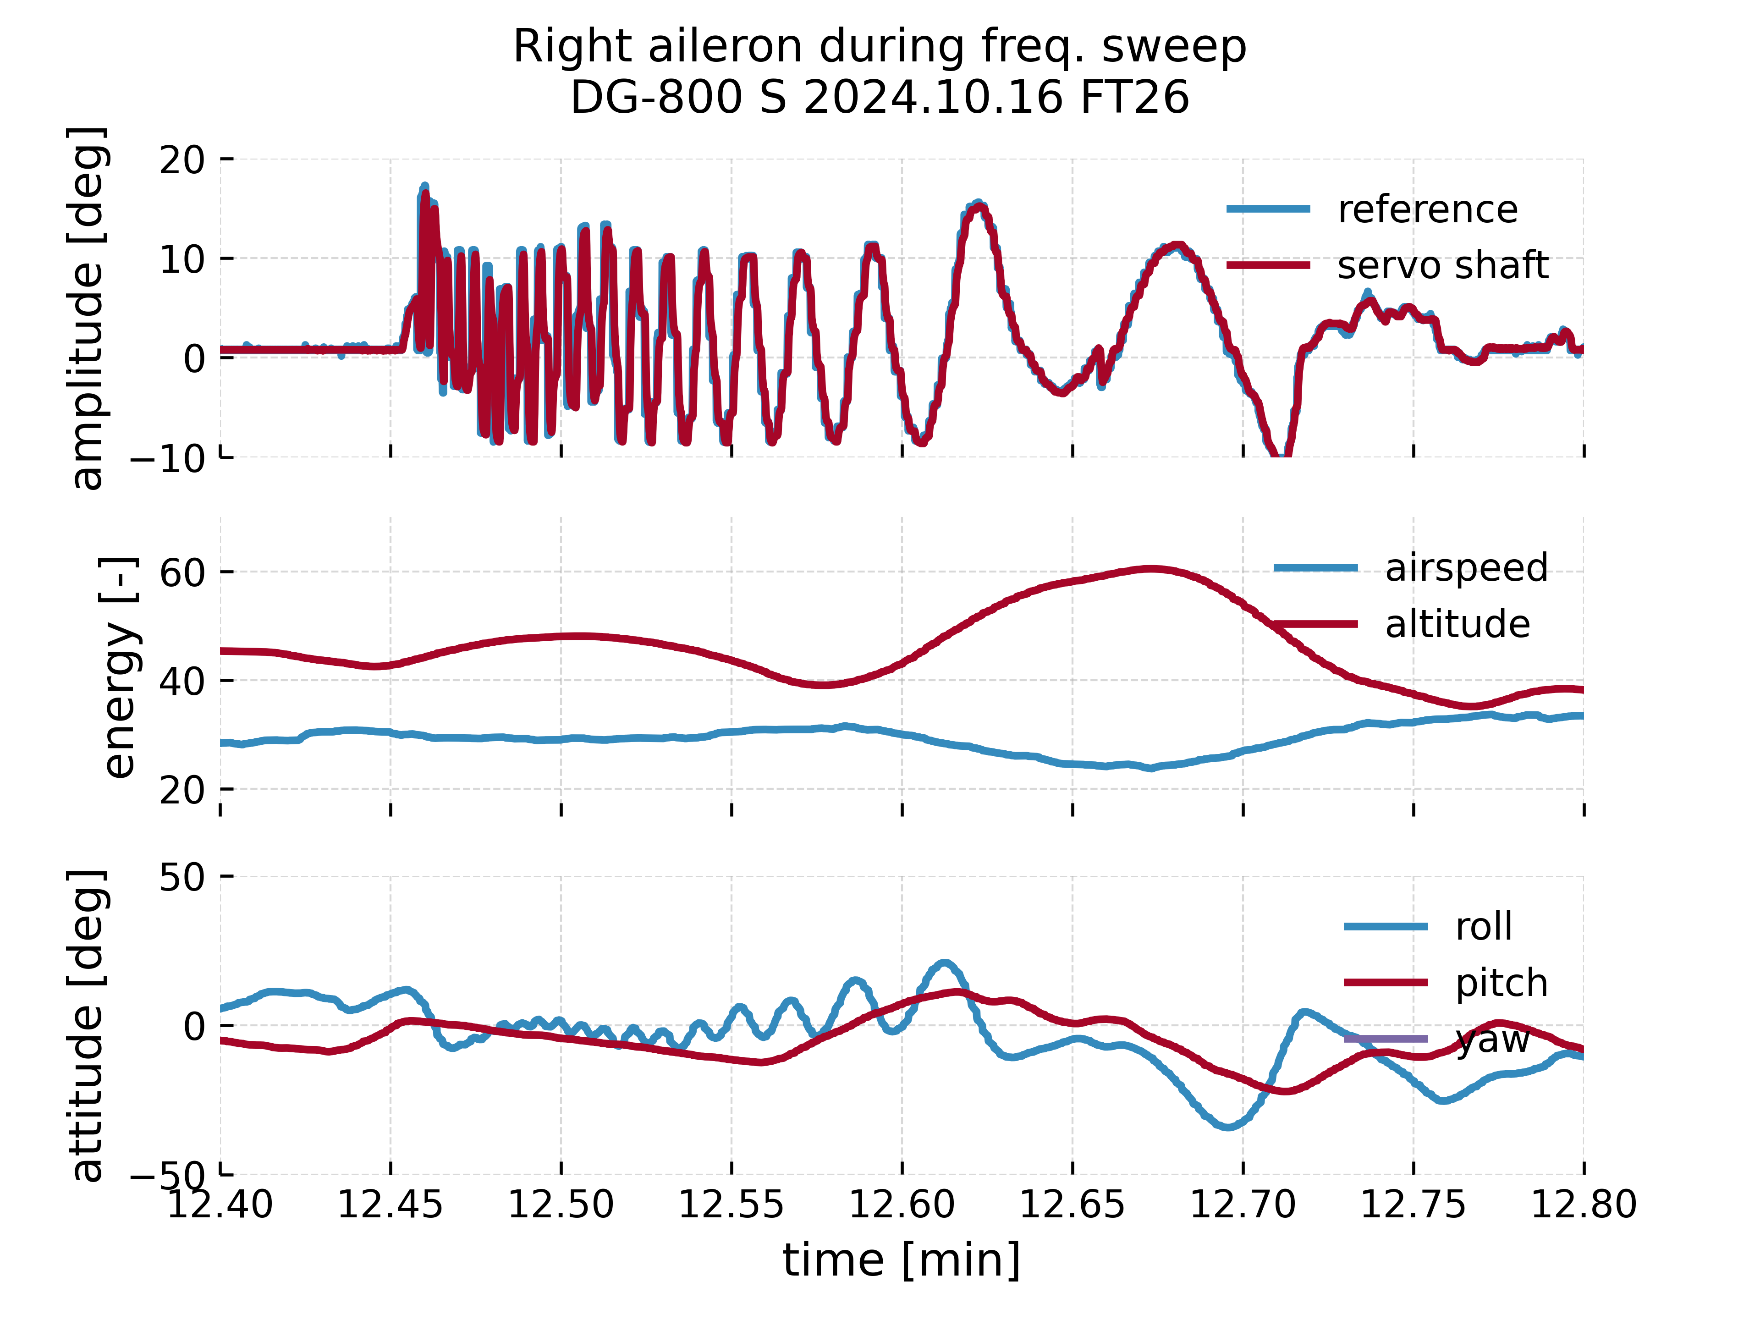 Right aileron during freq. sweep
DG-800 S 2024.10.16 FT26
amplitude [deg]
20
10
0
−10
reference
servo shaft
energy [-]
60
40
20
airspeed
altitude
attitude [deg]
50
0
−50
roll
pitch
yaw
12.40 12.45 12.50 12.55 12.60 12.65 12.70 12.75 12.80
time [min]